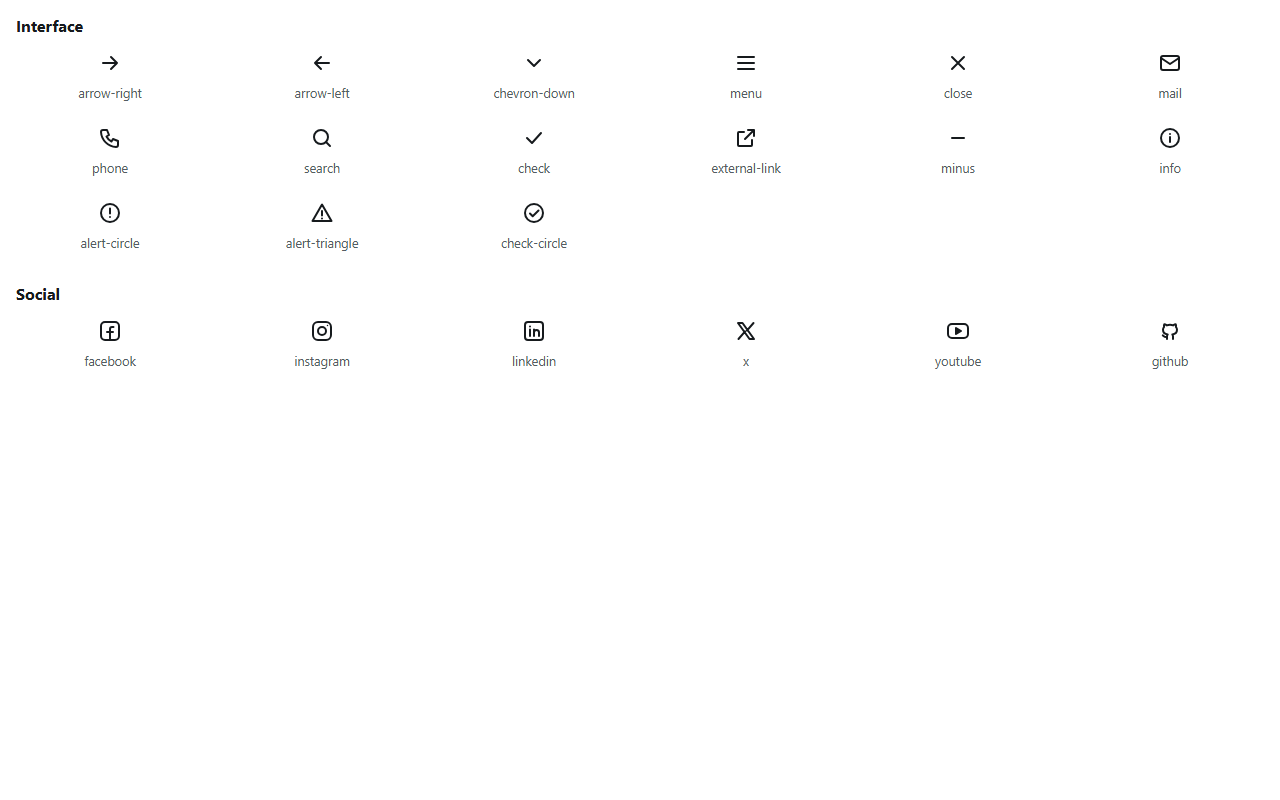 Interface
arrow-right arrow-left chevron-down menu close mail
phone search check external-link minus info
alert-circle alert-triangle check-circle
Social
facebook instagram linkedin x youtube github